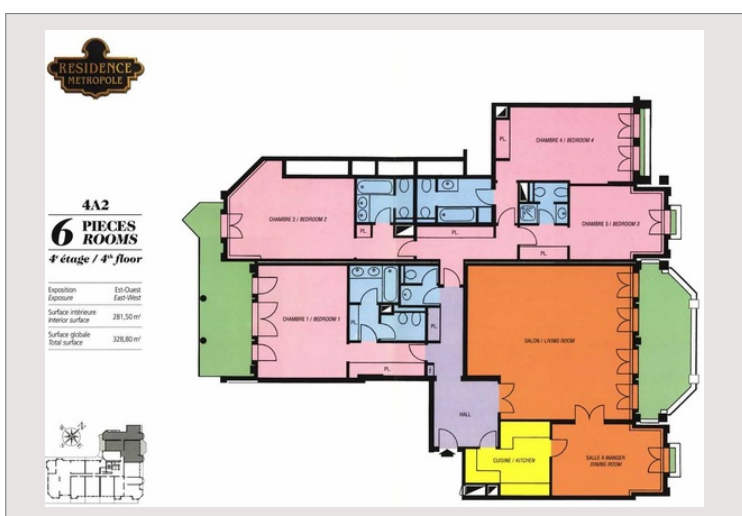 RESIDENCE
METROPOLE
4A2
6 PIECES
ROOMS
4e étage / 4th floor
Exposition
Exposure
Est-Ouest
East-West
Surface intérieure
Interior surface
281,50 m²
Surface globale
Total surface
328,80 m²
CHAMBRE 4 / BEDROOM 4
PL.
CHAMBRE 2 / BEDROOM 2
PL.
PL.
CHAMBRE 3 / BEDROOM 3
PL.
CHAMBRE 1 / BEDROOM 1
PL.
PL.
PL.
SALON / LIVING ROOM
HALL
CUISINE / KITCHEN
SALLE A MANGER
DINING ROOM